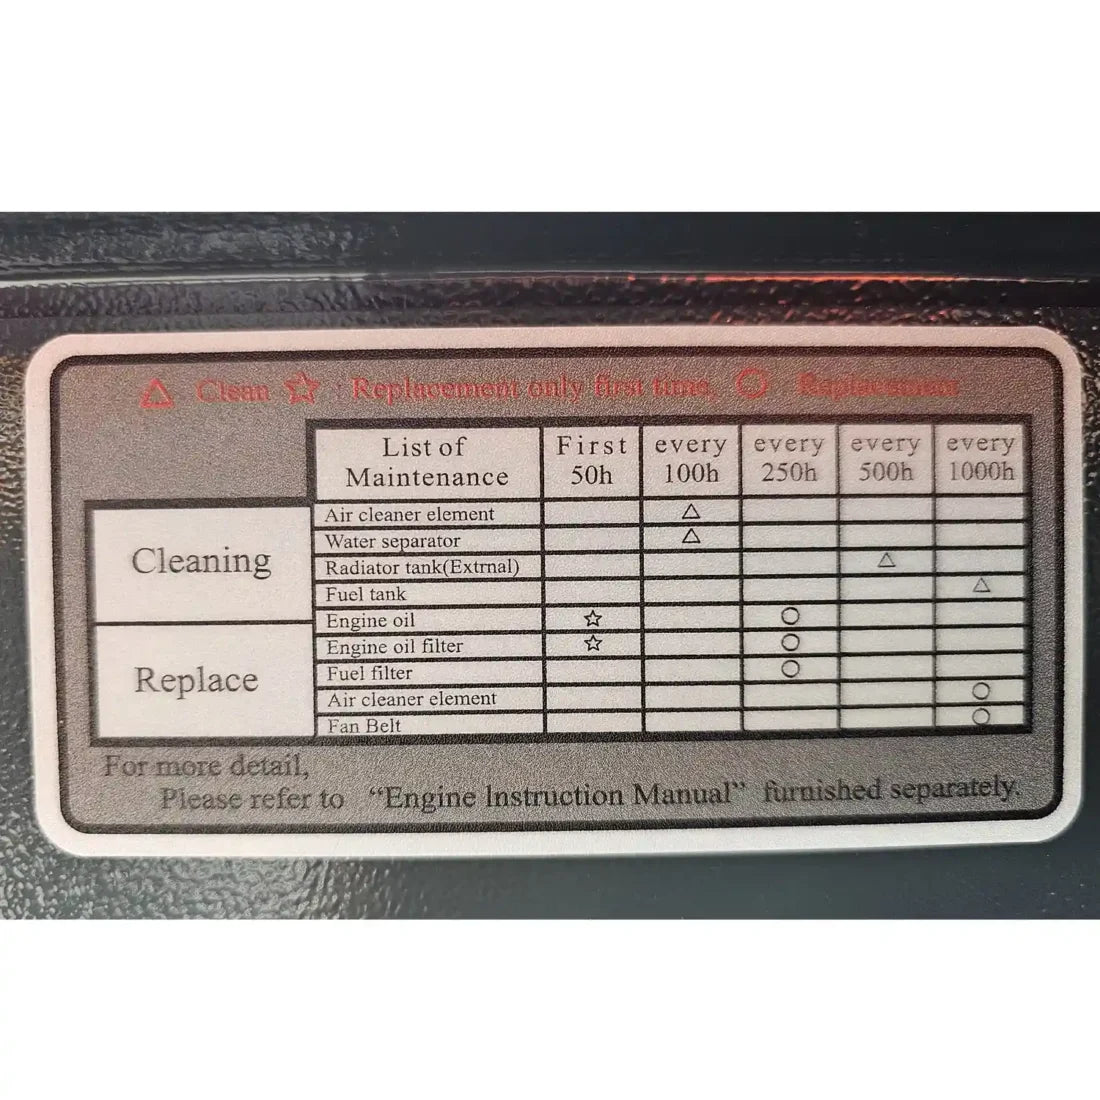 △ Clean ☆ : Replacement only first time, ○ Replacement
List of Maintenance First 50h every 100h every 250h every 500h every 1000h
Cleaning
Air cleaner element △
Water separator △
Radiator tank(Extrnal) △
Fuel tank △
Replace
Engine oil ☆ ○
Engine oil filter ☆ ○
Fuel filter ○
Air cleaner element ○
Fan Belt ○
For more detail,
Please refer to “Engine Instruction Manual” furnished separately.